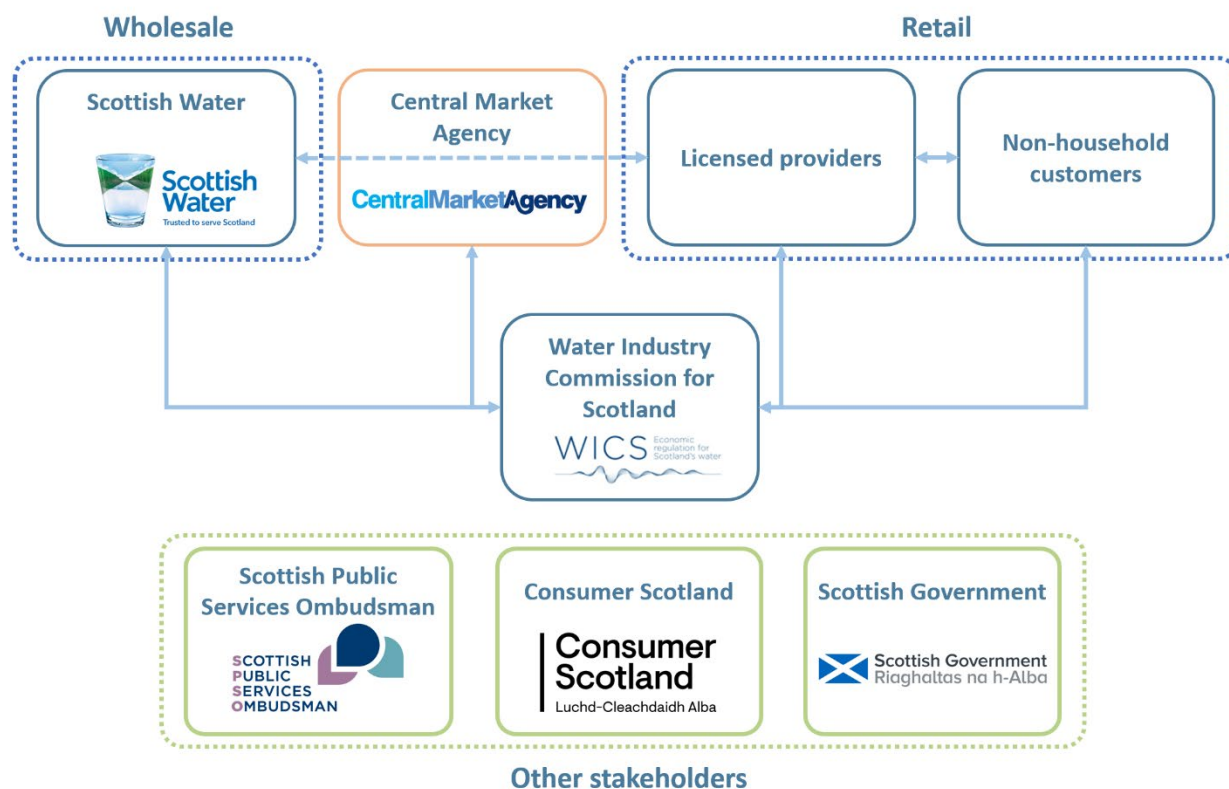 Wholesale
Retail
Scottish Water
Scottish
Water
Trusted to serve Scotland
Central Market
Agency
CentralMarketAgency
Licensed providers
Non-household
customers
Water Industry
Commission for
Scotland
WICS
Economic
regulation for
Scotland's water
Scottish Public
Services Ombudsman
SCOTTISH
PUBLIC
SERVICES
OMBUDSMAN
Consumer Scotland
Consumer
Scotland
Luchd-Cleachdaidh Alba
Scottish Government
Scottish Government
Riaghaltas na h-Alba
Other stakeholders